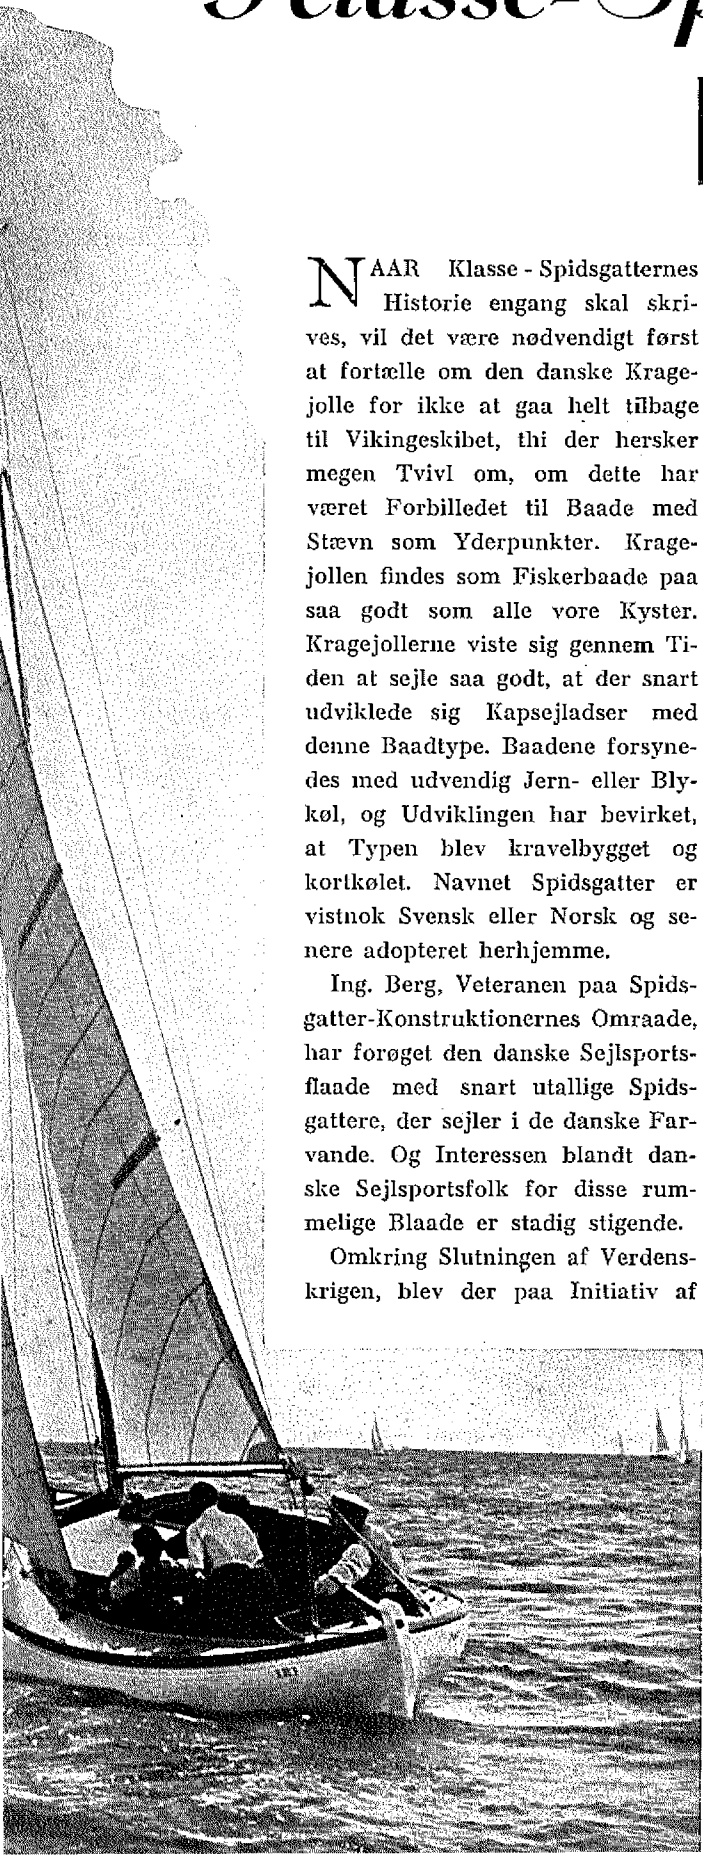 Klasse-Sp
NAAR Klasse-Spidsgatternes
Historie engang skal skri-
ves, vil det være nødvendigt først
at fortælle om den danske Krage-
jolle for ikke at gaa helt tilbage
til Vikingeskibet, thi der hersker
megen Tvivl om, om dette har
været Forbilledet til Baade med
Stævn som Yderpunkter. Krage-
jollen findes som Fiskerbaade paa
saa godt som alle vore Kyster.
Kragejollerne viste sig gennem Ti-
den at sejle saa godt, at der snart
udviklede sig Kapsejladser med
denne Baadtype. Baadene forsyne-
des med udvendig Jern- eller Bly-
køl, og Udviklingen har bevirket,
at Typen blev kravelbygget og
kortkølet. Navnet Spidsgatter er
vistnok Svensk eller Norsk og se-
nere adopteret herhjemme.
Ing. Berg, Veteranen paa Spids-
gatter-Konstruktionernes Omraade,
har forøget den danske Sejlsports-
flaade med snart utallige Spids-
gattere, der sejler i de danske Far-
vande. Og Interessen blandt dan-
ske Sejlsportsfolk for disse rum-
melige Blaade er stadig stigende.
Omkring Slutningen af Verdens-
krigen, blev der paa Initiativ af